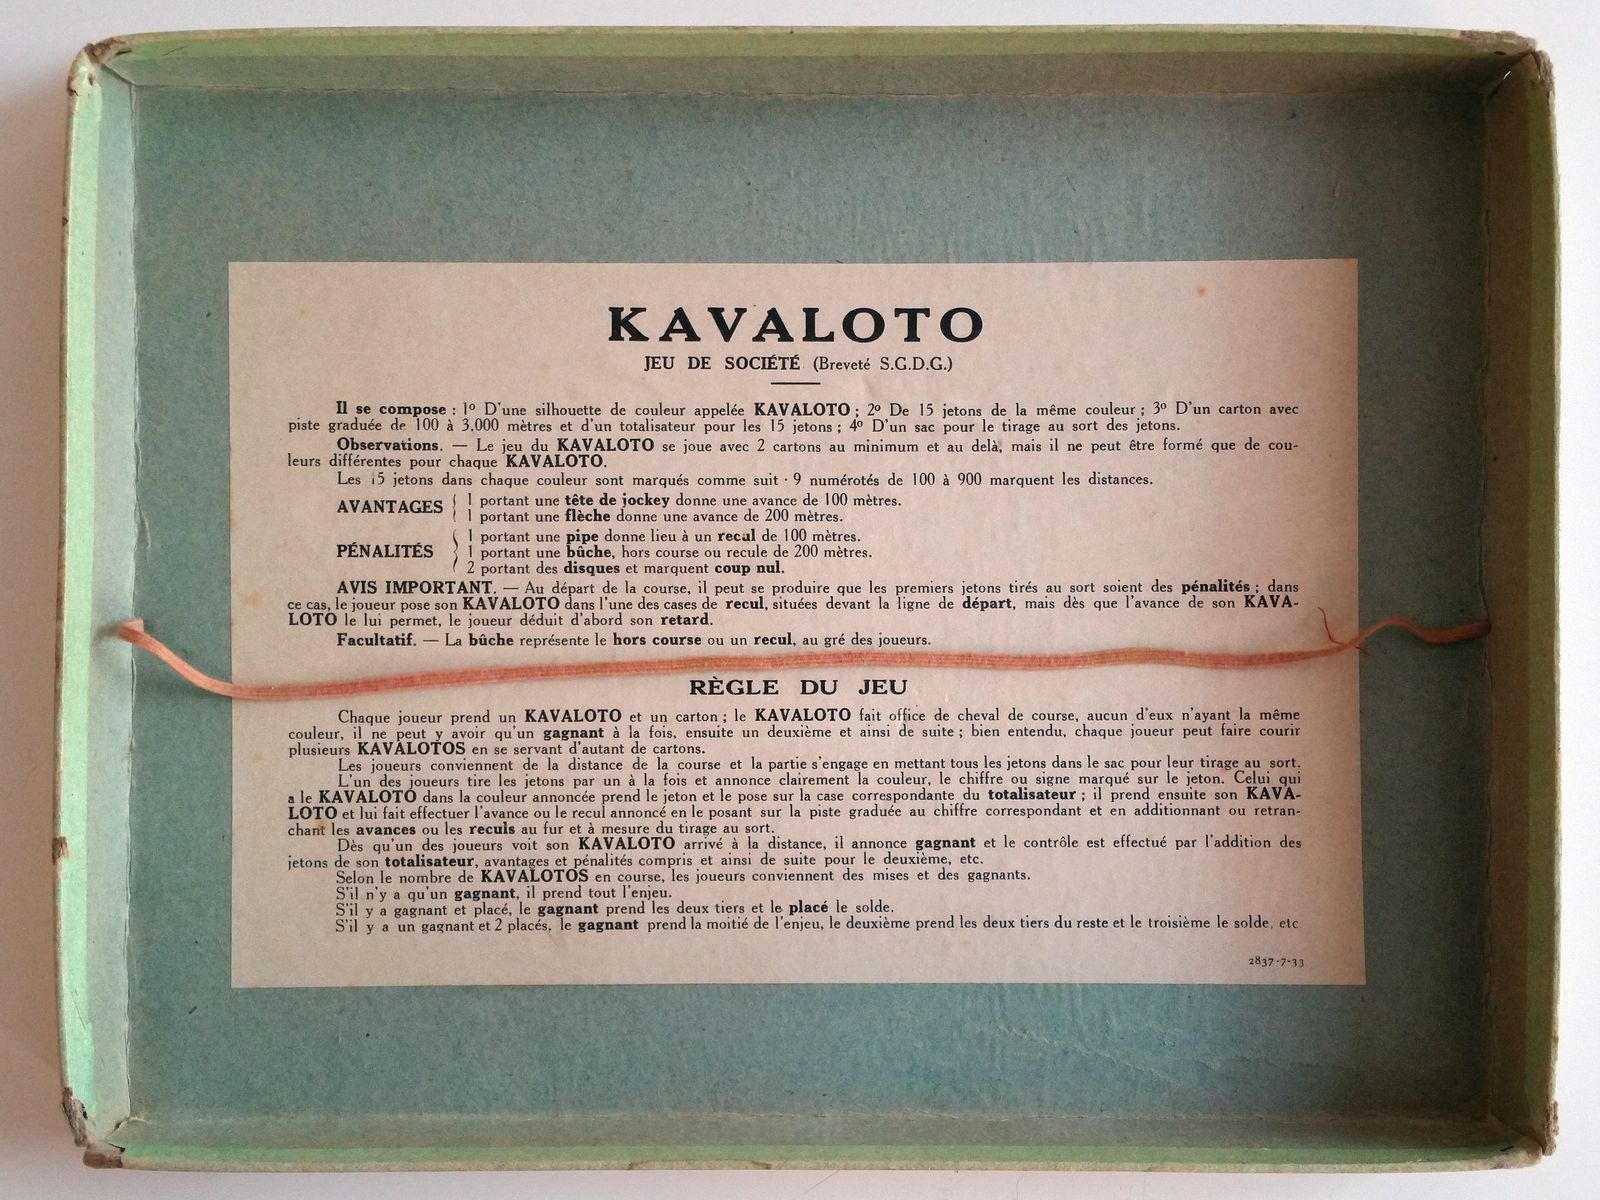 KAVALOTO
JEU DE SOCIÉTÉ (Breveté S.G.D.G.)
Il se compose : 1º D'une silhouette de couleur appelée KAVALOTO ; 2º De 15 jetons de la même couleur ; 3º D'un carton avec
piste graduée de 100 à 3.000 mètres et d'un totalisateur pour les 15 jetons ; 4º D'un sac pour le tirage au sort des jetons.
Observations. — Le jeu du KAVALOTO se joue avec 2 cartons au minimum et au delà, mais il ne peut être formé que de cou-
leurs différentes pour chaque KAVALOTO.
Les 15 jetons dans chaque couleur sont marqués comme suit · 9 numérotés de 100 à 900 marquent les distances.
AVANTAGES { 1 portant une tête de jockey donne une avance de 100 mètres.
1 portant une flèche donne une avance de 200 mètres.
1 portant une pipe donne lieu à un recul de 100 mètres.
PÉNALITÉS { 1 portant une bûche, hors course ou recule de 200 mètres.
2 portant des disques et marquent coup nul.
AVIS IMPORTANT. — Au départ de la course, il peut se produire que les premiers jetons tirés au sort soient des pénalités ; dans
ce cas, le joueur pose son KAVALOTO dans l'une des cases de recul, situées devant la ligne de départ, mais dès que l'avance de son KAVA-
LOTO le lui permet, le joueur déduit d'abord son retard.
Facultatif. — La bûche représente le hors course ou un recul, au gré des joueurs.
RÈGLE DU JEU
Chaque joueur prend un KAVALOTO et un carton ; le KAVALOTO fait office de cheval de course, aucun d'eux n'ayant la même
couleur, il ne peut y avoir qu'un gagnant à la fois, ensuite un deuxième et ainsi de suite ; bien entendu, chaque joueur peut faire courir
plusieurs KAVALOTOS en se servant d'autant de cartons.
Les joueurs conviennent de la distance de la course et la partie s'engage en mettant tous les jetons dans le sac pour leur tirage au sort.
L'un des joueurs tire les jetons par un à la fois et annonce clairement la couleur, le chiffre ou signe marqué sur le jeton. Celui qui
a le KAVALOTO dans la couleur annoncée prend le jeton et le pose sur la case correspondante du totalisateur ; il prend ensuite son KAVA-
LOTO et lui fait effectuer l'avance ou le recul annoncé en le posant sur la piste graduée au chiffre correspondant et en additionnant ou retran-
chant les avances ou les reculs au fur et à mesure du tirage au sort.
Dès qu'un des joueurs voit son KAVALOTO arrivé à la distance, il annonce gagnant et le contrôle est effectué par l'addition des
jetons de son totalisateur, avantages et pénalités compris et ainsi de suite pour le deuxième, etc.
Selon le nombre de KAVALOTOS en course, les joueurs conviennent des mises et des gagnants.
S'il n'y a qu'un gagnant, il prend tout l'enjeu.
S'il y a gagnant et placé, le gagnant prend les deux tiers et le placé le solde.
S'il y a un gagnant et 2 placés, le gagnant prend la moitié de l'enjeu, le deuxième prend les deux tiers du reste et le troisième le solde, etc
2837-7-33